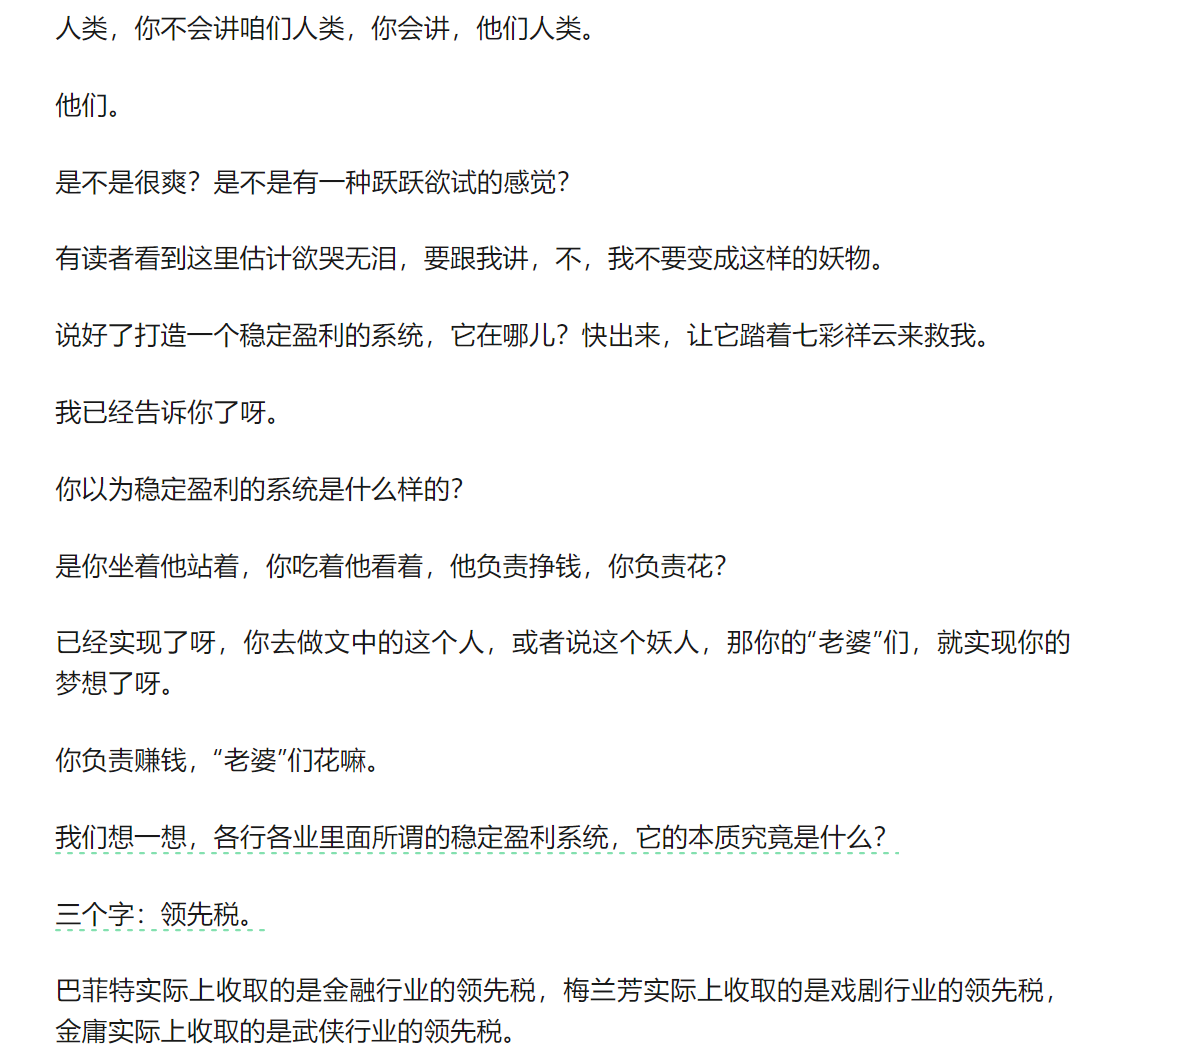 人类，你不会讲咱们人类，你会讲，他们人类。
他们。
是不是很爽？是不是有一种跃跃欲试的感觉？
有读者看到这里估计欲哭无泪，要跟我讲，不，我不要变成这样的妖物。
说好了打造一个稳定盈利的系统，它在哪儿？快出来，让它踏着七彩祥云来救我。
我已经告诉你了呀。
你以为稳定盈利的系统是什么样的？
是你坐着他站着，你吃着他看着，他负责挣钱，你负责花？
已经实现了呀，你去做文中的这个人，或者说这个妖人，那你的“老婆”们，就实现你的
梦想了呀。
你负责赚钱，“老婆”们花嘛。
我们想一想，各行各业里面所谓的稳定盈利系统，它的本质究竟是什么？
三个字：领先税。
巴菲特实际上收取的是金融行业的领先税，梅兰芳实际上收取的是戏剧行业的领先税，
金庸实际上收取的是武侠行业的领先税。